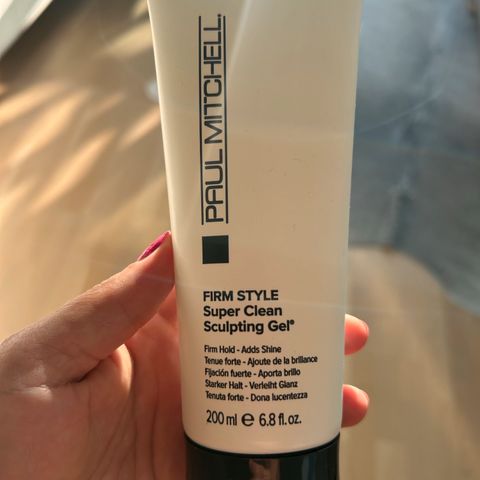 PAUL MITCHELL®
FIRM STYLE
Super Clean
Sculpting Gel®
Firm Hold - Adds Shine
Tenue forte - Ajoute de la brillance
Fijación fuerte - Aporta brillo
Starker Halt - Verleiht Glanz
Tenuta forte - Dona lucentezza
200 ml ℮ 6.8 fl. oz.